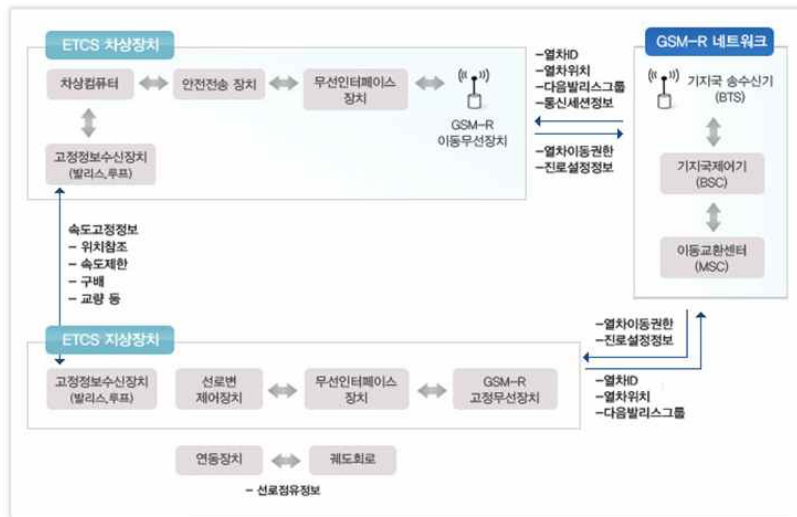 ETCS 차상장치
차상컴퓨터
안전전송 장치
무선인터페이스
장치
GSM-R
이동무선장치
고정정보수신장치
(발리스,루프)
-열차ID
-열차위치
-다음발리스그룹
-통신세션정보
-열차이동권한
-진로설정정보
GSM-R 네트워크
기지국 송수신기
(BTS)
기지국제어기
(BSC)
이동교환센터
(MSC)
속도고정정보
- 위치참조
- 속도제한
- 구배
- 교량 등
ETCS 지상장치
고정정보수신장치
(발리스,루프)
선로변
제어장치
무선인터페이스
장치
GSM-R
고정무선장치
-열차이동권한
-진로설정정보
-열차ID
-열차위치
-다음발리스그룹
연동장치
궤도회로
- 선로점유정보